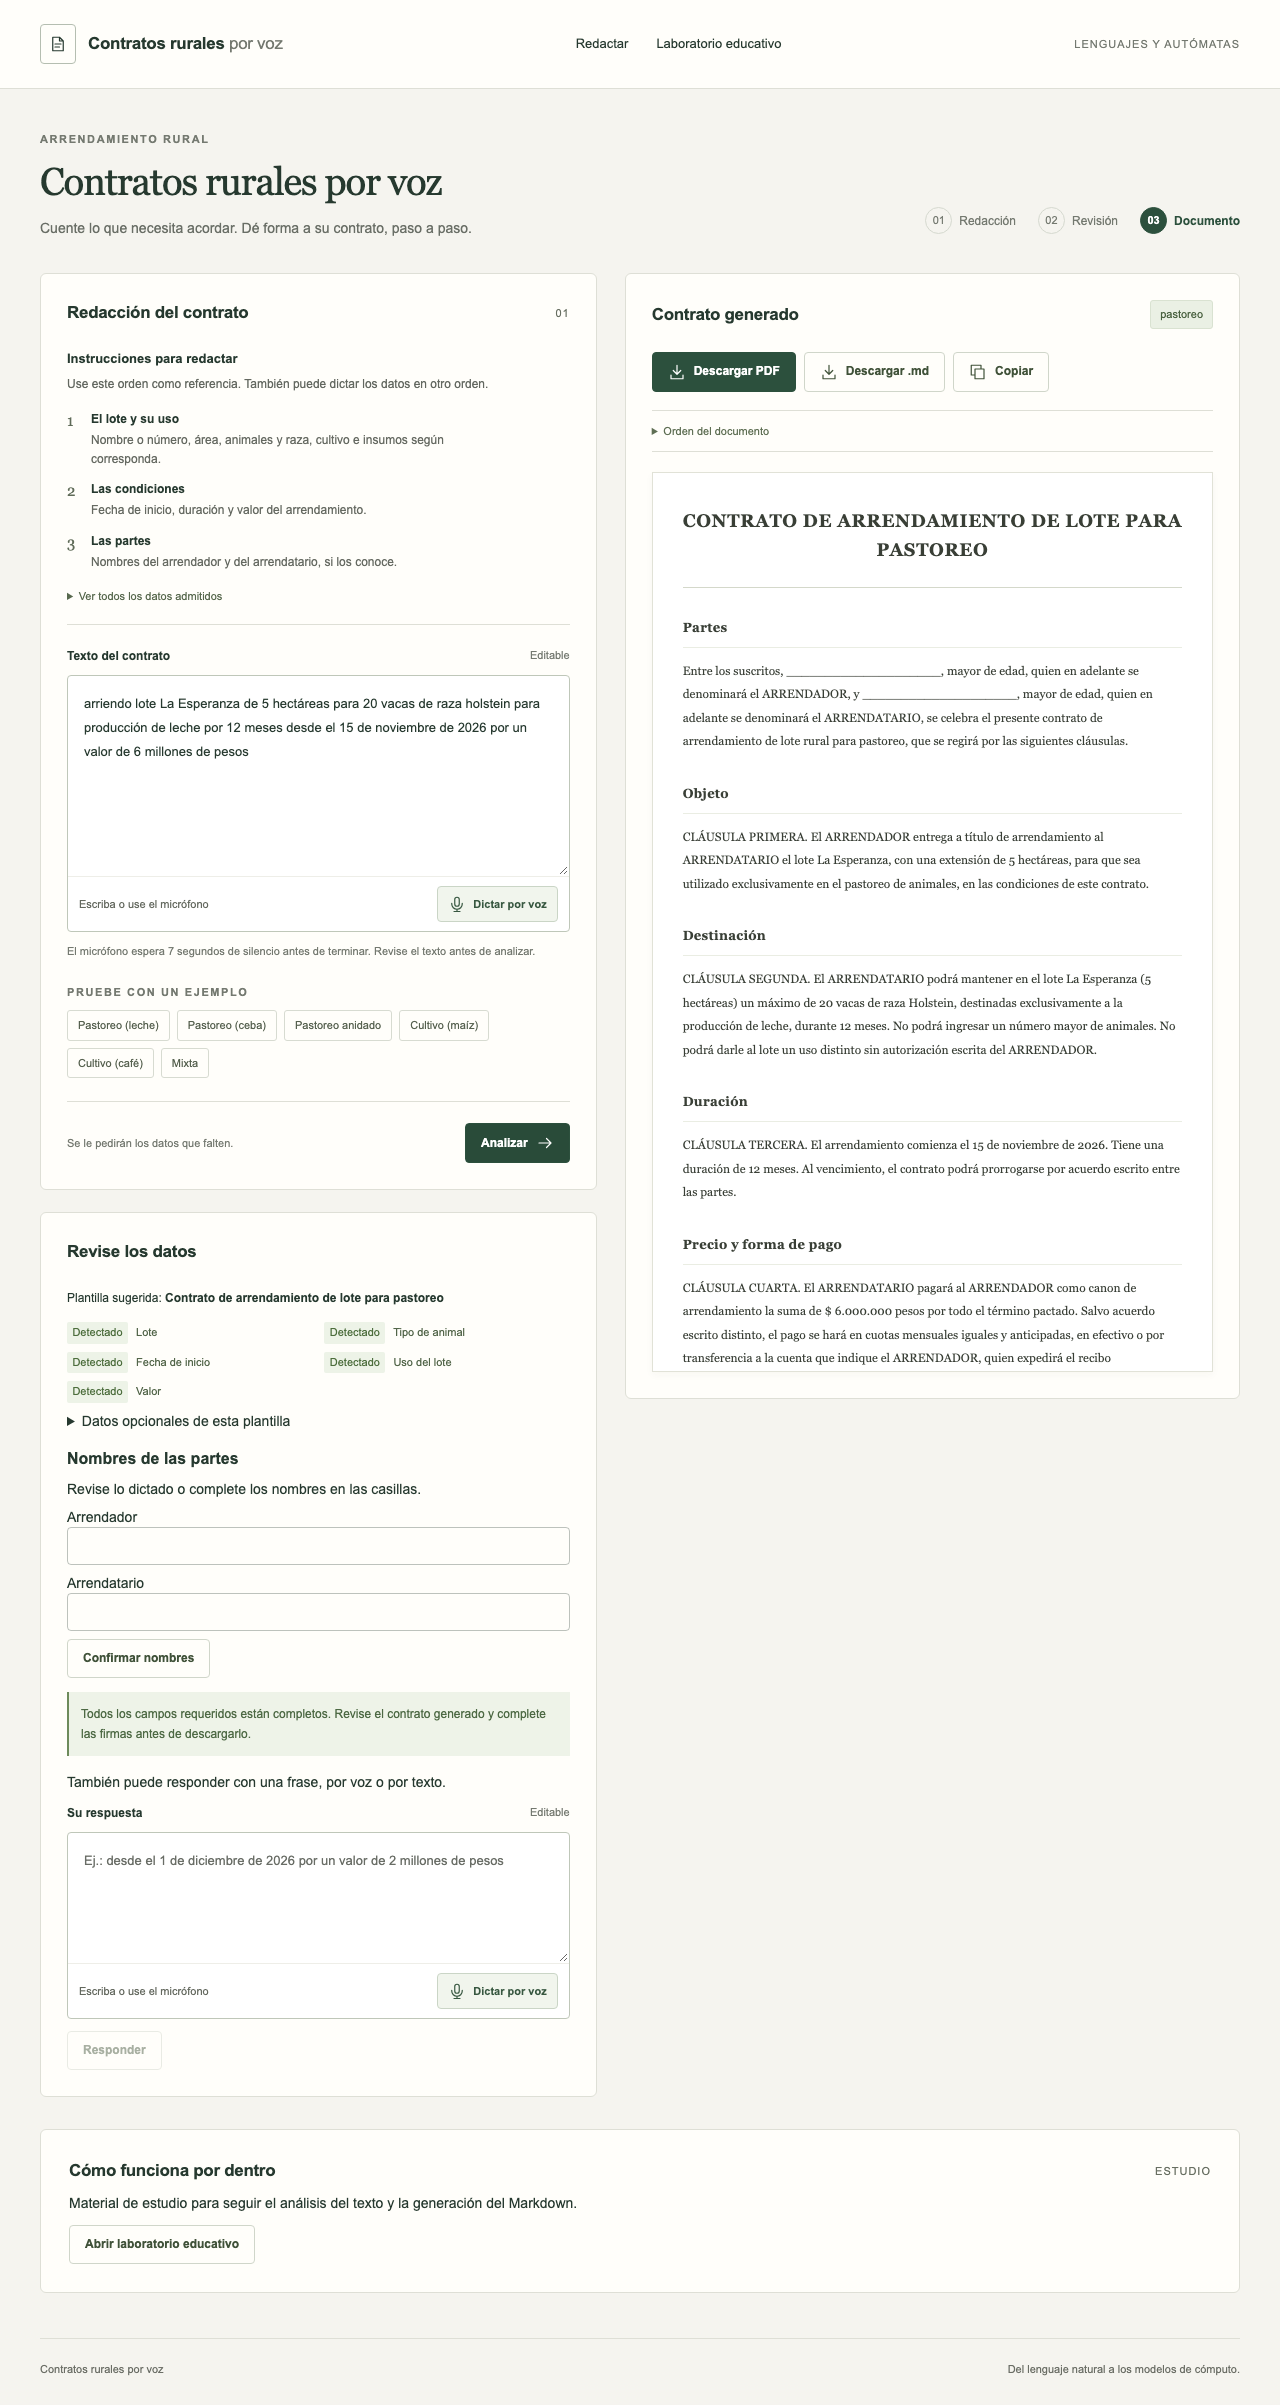 Contratos rurales por voz
Redactar
Laboratorio educativo
LENGUAJES Y AUTÓMATAS
ARRENDAMIENTO RURAL
Contratos rurales por voz
Cuente lo que necesita acordar. Dé forma a su contrato, paso a paso.
01 Redacción
02 Revisión
03 Documento
Redacción del contrato
01
Instrucciones para redactar
Use este orden como referencia. También puede dictar los datos en otro orden.
1 El lote y su uso
Nombre o número, área, animales y raza, cultivo e insumos según
corresponda.
2 Las condiciones
Fecha de inicio, duración y valor del arrendamiento.
3 Las partes
Nombres del arrendador y del arrendatario, si los conoce.
Ver todos los datos admitidos
Texto del contrato
Editable
arriendo lote La Esperanza de 5 hectáreas para 20 vacas de raza holstein para
producción de leche por 12 meses desde el 15 de noviembre de 2026 por un
valor de 6 millones de pesos
Escriba o use el micrófono
Dictar por voz
El micrófono espera 7 segundos de silencio antes de terminar. Revise el texto antes de analizar.
PRUEBE CON UN EJEMPLO
Pastoreo (leche)
Pastoreo (ceba)
Pastoreo anidado
Cultivo (maíz)
Cultivo (café)
Mixta
Se le pedirán los datos que falten.
Analizar
Revise los datos
Plantilla sugerida: Contrato de arrendamiento de lote para pastoreo
Detectado Lote
Detectado Tipo de animal
Detectado Fecha de inicio
Detectado Uso del lote
Detectado Valor
Datos opcionales de esta plantilla
Nombres de las partes
Revise lo dictado o complete los nombres en las casillas.
Arrendador
Arrendatario
Confirmar nombres
Todos los campos requeridos están completos. Revise el contrato generado y complete
las firmas antes de descargarlo.
También puede responder con una frase, por voz o por texto.
Su respuesta
Editable
Ej.: desde el 1 de diciembre de 2026 por un valor de 2 millones de pesos
Escriba o use el micrófono
Dictar por voz
Responder
Contrato generado
pastoreo
Descargar PDF
Descargar .md
Copiar
Orden del documento
CONTRATO DE ARRENDAMIENTO DE LOTE PARA
PASTOREO
Partes
Entre los suscritos, _________________________, mayor de edad, quien en adelante se
denominará el ARRENDADOR, y _________________________, mayor de edad, quien en
adelante se denominará el ARRENDATARIO, se celebra el presente contrato de
arrendamiento de lote rural para pastoreo, que se regirá por las siguientes cláusulas.
Objeto
CLÁUSULA PRIMERA. El ARRENDADOR entrega a título de arrendamiento al
ARRENDATARIO el lote La Esperanza, con una extensión de 5 hectáreas, para que sea
utilizado exclusivamente en el pastoreo de animales, en las condiciones de este contrato.
Destinación
CLÁUSULA SEGUNDA. El ARRENDATARIO podrá mantener en el lote La Esperanza (5
hectáreas) un máximo de 20 vacas de raza Holstein, destinadas exclusivamente a la
producción de leche, durante 12 meses. No podrá ingresar un número mayor de animales. No
podrá darle al lote un uso distinto sin autorización escrita del ARRENDADOR.
Duración
CLÁUSULA TERCERA. El arrendamiento comienza el 15 de noviembre de 2026. Tiene una
duración de 12 meses. Al vencimiento, el contrato podrá prorrogarse por acuerdo escrito entre
las partes.
Precio y forma de pago
CLÁUSULA CUARTA. El ARRENDATARIO pagará al ARRENDADOR como canon de
arrendamiento la suma de $ 6.000.000 pesos por todo el término pactado. Salvo acuerdo
escrito distinto, el pago se hará en cuotas mensuales iguales y anticipadas, en efectivo o por
transferencia a la cuenta que indique el ARRENDADOR, quien expedirá el recibo
Cómo funciona por dentro
ESTUDIO
Material de estudio para seguir el análisis del texto y la generación del Markdown.
Abrir laboratorio educativo
Contratos rurales por voz
Del lenguaje natural a los modelos de cómputo.